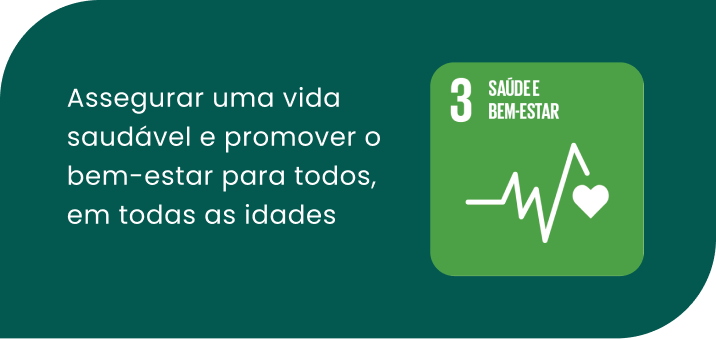 Assegurar uma vida
saudável e promover o
bem-estar para todos,
em todas as idades
3 SAÚDE E
BEM-ESTAR